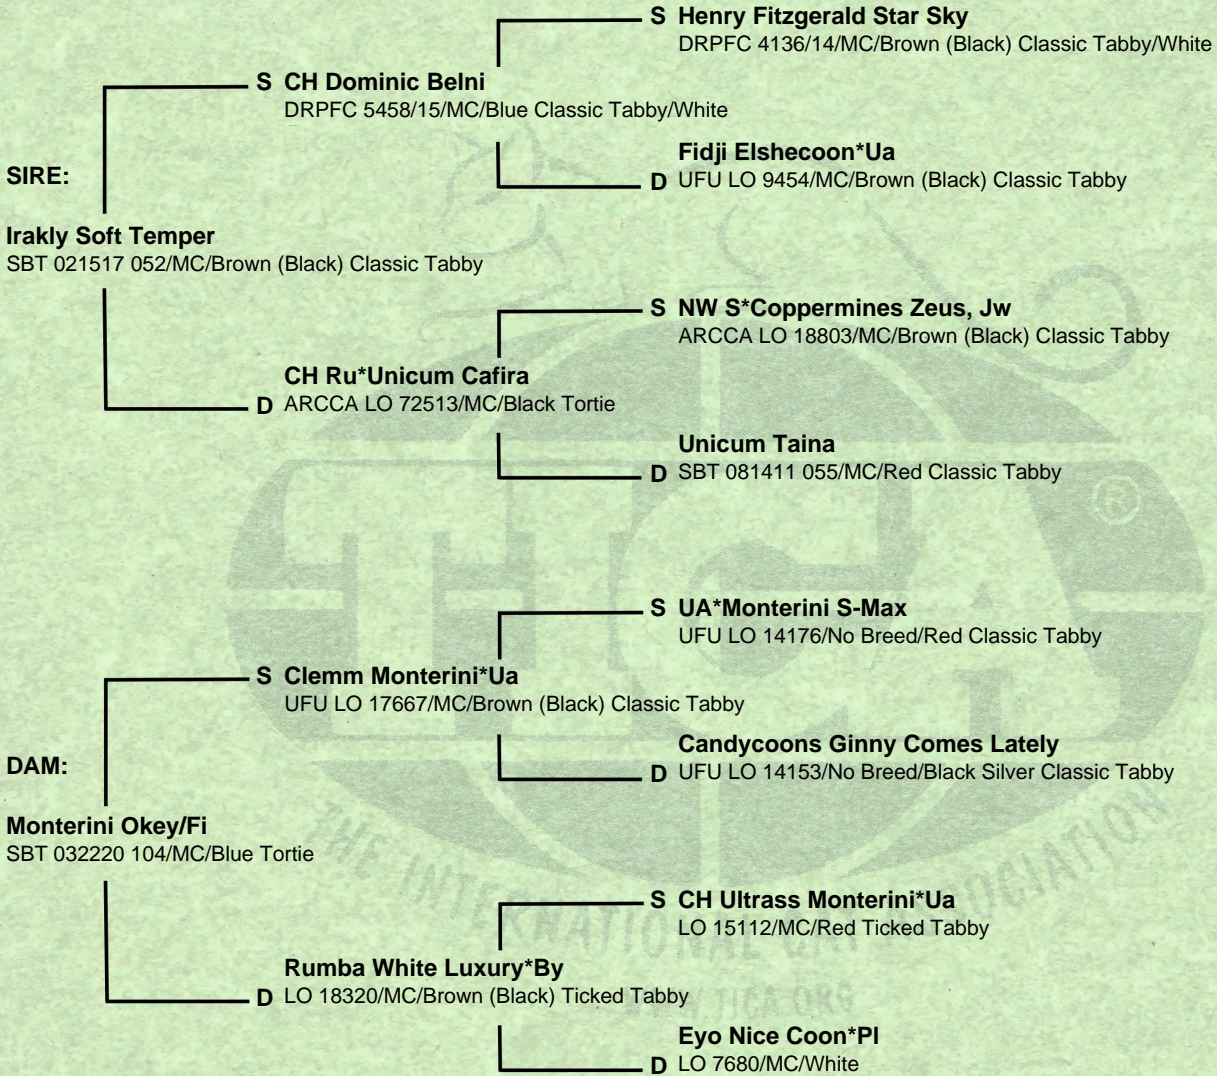 S Henry Fitzgerald Star Sky
DRPFC 4136/14/MC/Brown (Black) Classic Tabby/White
S CH Dominic Belni
DRPFC 5458/15/MC/Blue Classic Tabby/White
Fidji Elshecoon*Ua
D UFU LO 9454/MC/Brown (Black) Classic Tabby
SIRE:
Irakly Soft Temper
SBT 021517 052/MC/Brown (Black) Classic Tabby
S NW S*Coppermines Zeus, Jw
ARCCA LO 18803/MC/Brown (Black) Classic Tabby
CH Ru*Unicum Cafira
D ARCCA LO 72513/MC/Black Tortie
Unicum Taina
D SBT 081411 055/MC/Red Classic Tabby
S UA*Monterini S-Max
UFU LO 14176/No Breed/Red Classic Tabby
S Clemm Monterini*Ua
UFU LO 17667/MC/Brown (Black) Classic Tabby
Candycoons Ginny Comes Lately
D UFU LO 14153/No Breed/Black Silver Classic Tabby
DAM:
Monterini Okey/Fi
SBT 032220 104/MC/Blue Tortie
S CH Ultrass Monterini*Ua
LO 15112/MC/Red Ticked Tabby
Rumba White Luxury*By
D LO 18320/MC/Brown (Black) Ticked Tabby
Eyo Nice Coon*Pl
D LO 7680/MC/White
TICA
®
THE INTERNATIONAL CAT ASSOCIATION
WWW.TICA.ORG